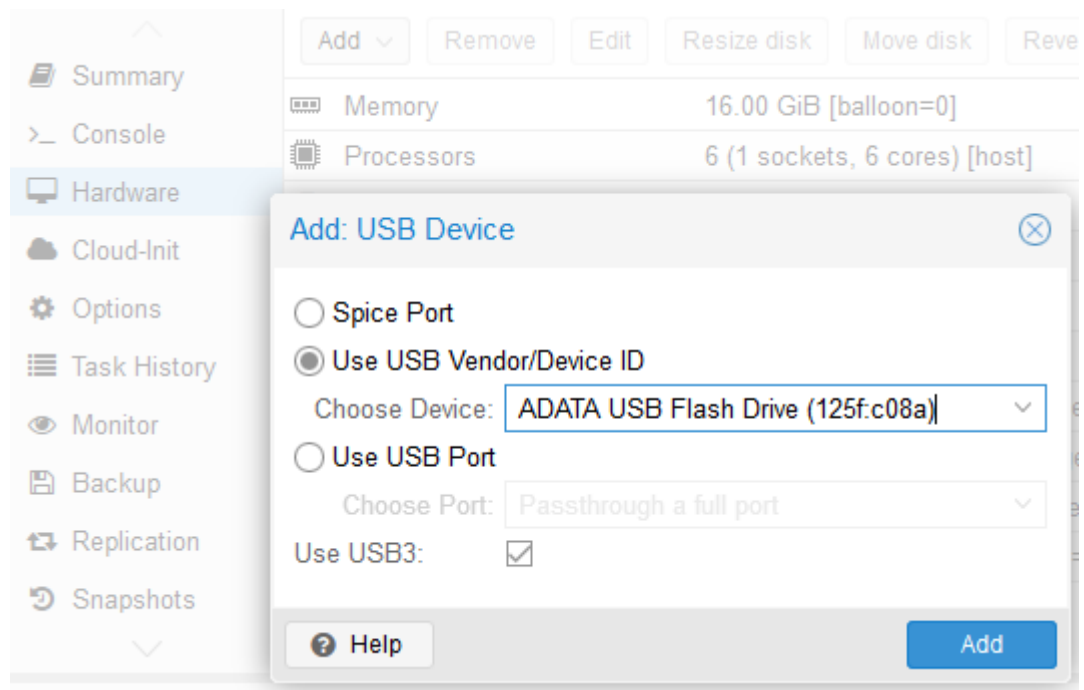 Add Remove Edit Resize disk Move disk Reve
Summary
Memory 16.00 GiB [balloon=0]
>_ Console
Processors 6 (1 sockets, 6 cores) [host]
Hardware
Add: USB Device
Cloud-Init
Spice Port
Options
Use USB Vendor/Device ID
Task History
Choose Device: ADATA USB Flash Drive (125f:c08a)
Monitor
Use USB Port
Backup
Choose Port: Passthrough a full port
Replication
Use USB3:
Snapshots
Help
Add